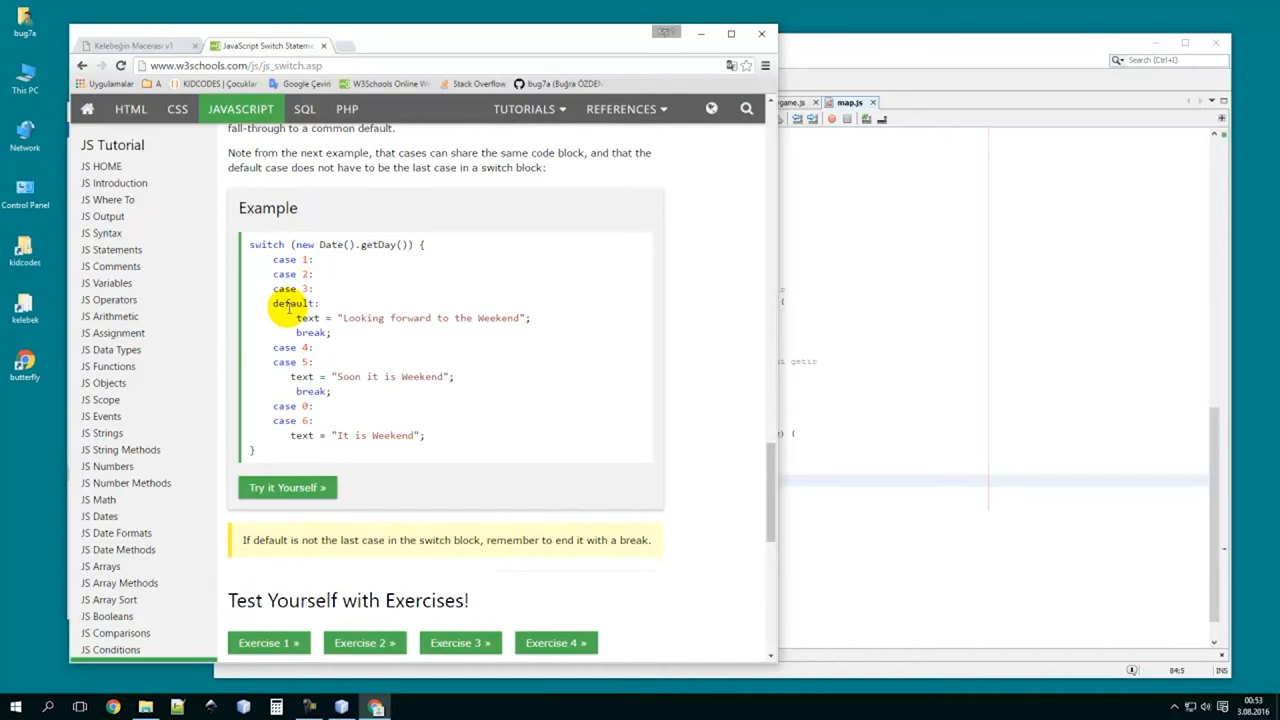 bug7a
This PC
Network
Control Panel
kidcodes
kelebek
butterfly
Kelebeğin Macerası v1
JavaScript Switch Stateme
www.w3schools.com/js/js_switch.asp
Uygulamalar
A
KIDCODES | Çocuklar
Google Çeviri
W3Schools Online We
Stack Overflow
bug7a (Buğra ÖZDEN
HTML
CSS
JAVASCRIPT
SQL
PHP
TUTORIALS
REFERENCES
JS Tutorial
JS HOME
JS Introduction
JS Where To
JS Output
JS Syntax
JS Statements
JS Comments
JS Variables
JS Operators
JS Arithmetic
JS Assignment
JS Data Types
JS Functions
JS Objects
JS Scope
JS Events
JS Strings
JS String Methods
JS Numbers
JS Number Methods
JS Math
JS Dates
JS Date Formats
JS Date Methods
JS Arrays
JS Array Methods
JS Array Sort
JS Booleans
JS Comparisons
JS Conditions
fall-through to a common default.
Note from the next example, that cases can share the same code block, and that the
default case does not have to be the last case in a switch block:
Example
switch (new Date().getDay()) {
case 1:
case 2:
case 3:
default:
text = "Looking forward to the Weekend";
break;
case 4:
case 5:
text = "Soon it is Weekend";
break;
case 0:
case 6:
text = "It is Weekend";
}
Try it Yourself »
If default is not the last case in the switch block, remember to end it with a break.
Test Yourself with Exercises!
Exercise 1 »
Exercise 2 »
Exercise 3 »
Exercise 4 »
Search (Ctrl+I)
game.js
map.js
{
getir
) {
84:5
INS
00:53
3.08.2016